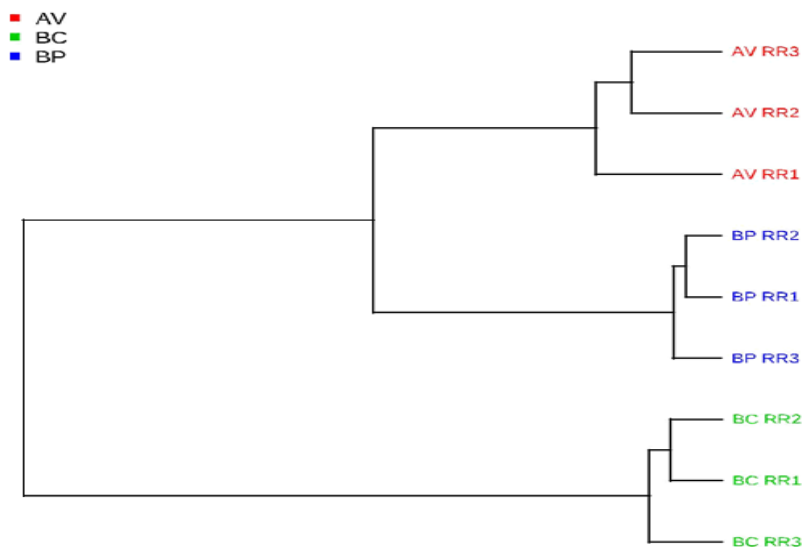 AV
BC
BP
AV RR3
AV RR2
AV RR1
BP RR2
BP RR1
BP RR3
BC RR2
BC RR1
BC RR3